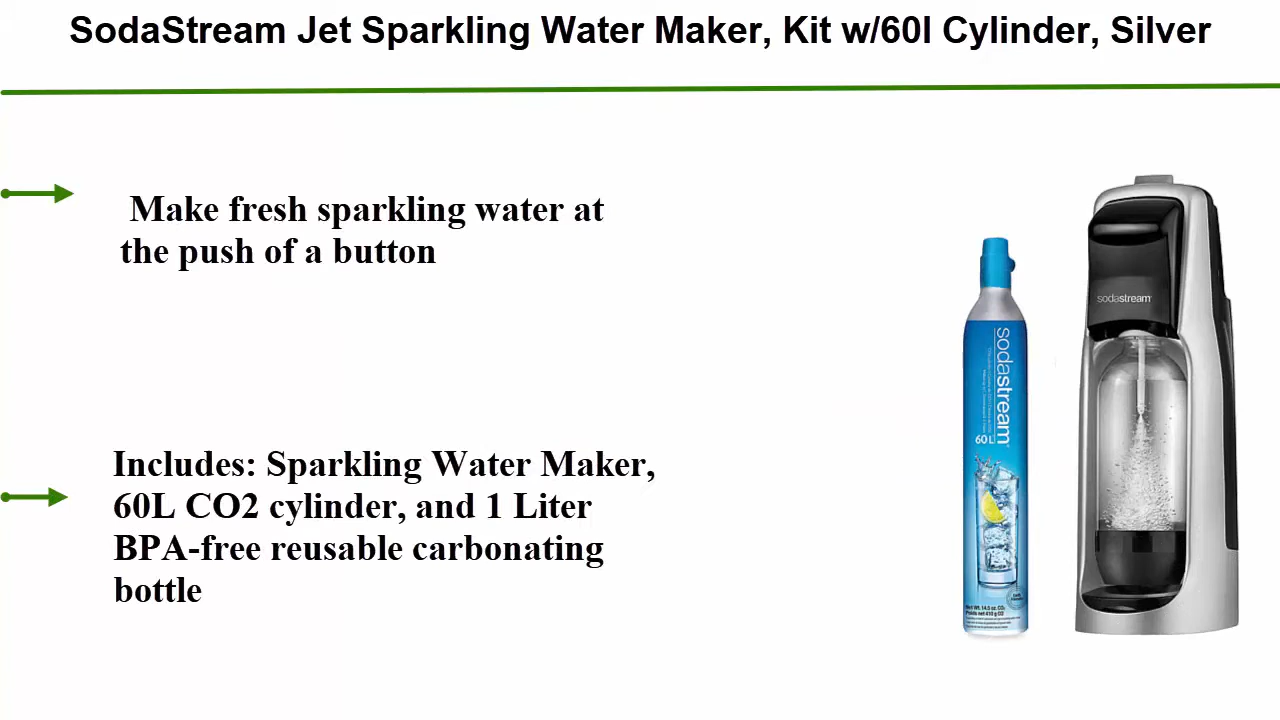 SodaStream Jet Sparkling Water Maker, Kit w/60l Cylinder, Silver
Make fresh sparkling water at
the push of a button
Includes: Sparkling Water Maker,
60L CO2 cylinder, and 1 Liter
BPA-free reusable carbonating
bottle
sodastream
60 L
sodastream